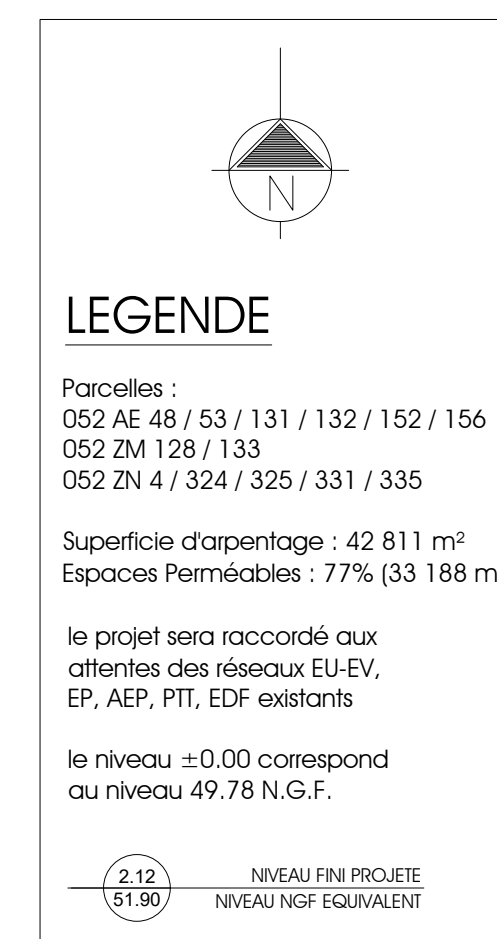 N
LEGENDE
Parcelles :
052 AE 48 / 53 / 131 / 132 / 152 / 156
052 ZM 128 / 133
052 ZN 4 / 324 / 325 / 331 / 335
Superficie d'arpentage : 42 811 m²
Espaces Perméables : 77% (33 188 m
le projet sera raccordé aux
attentes des réseaux EU-EV,
EP, AEP, PTT, EDF existants
le niveau ±0.00 correspond
au niveau 49.78 N.G.F.
2.12 NIVEAU FINI PROJETE
51.90 NIVEAU NGF EQUIVALENT